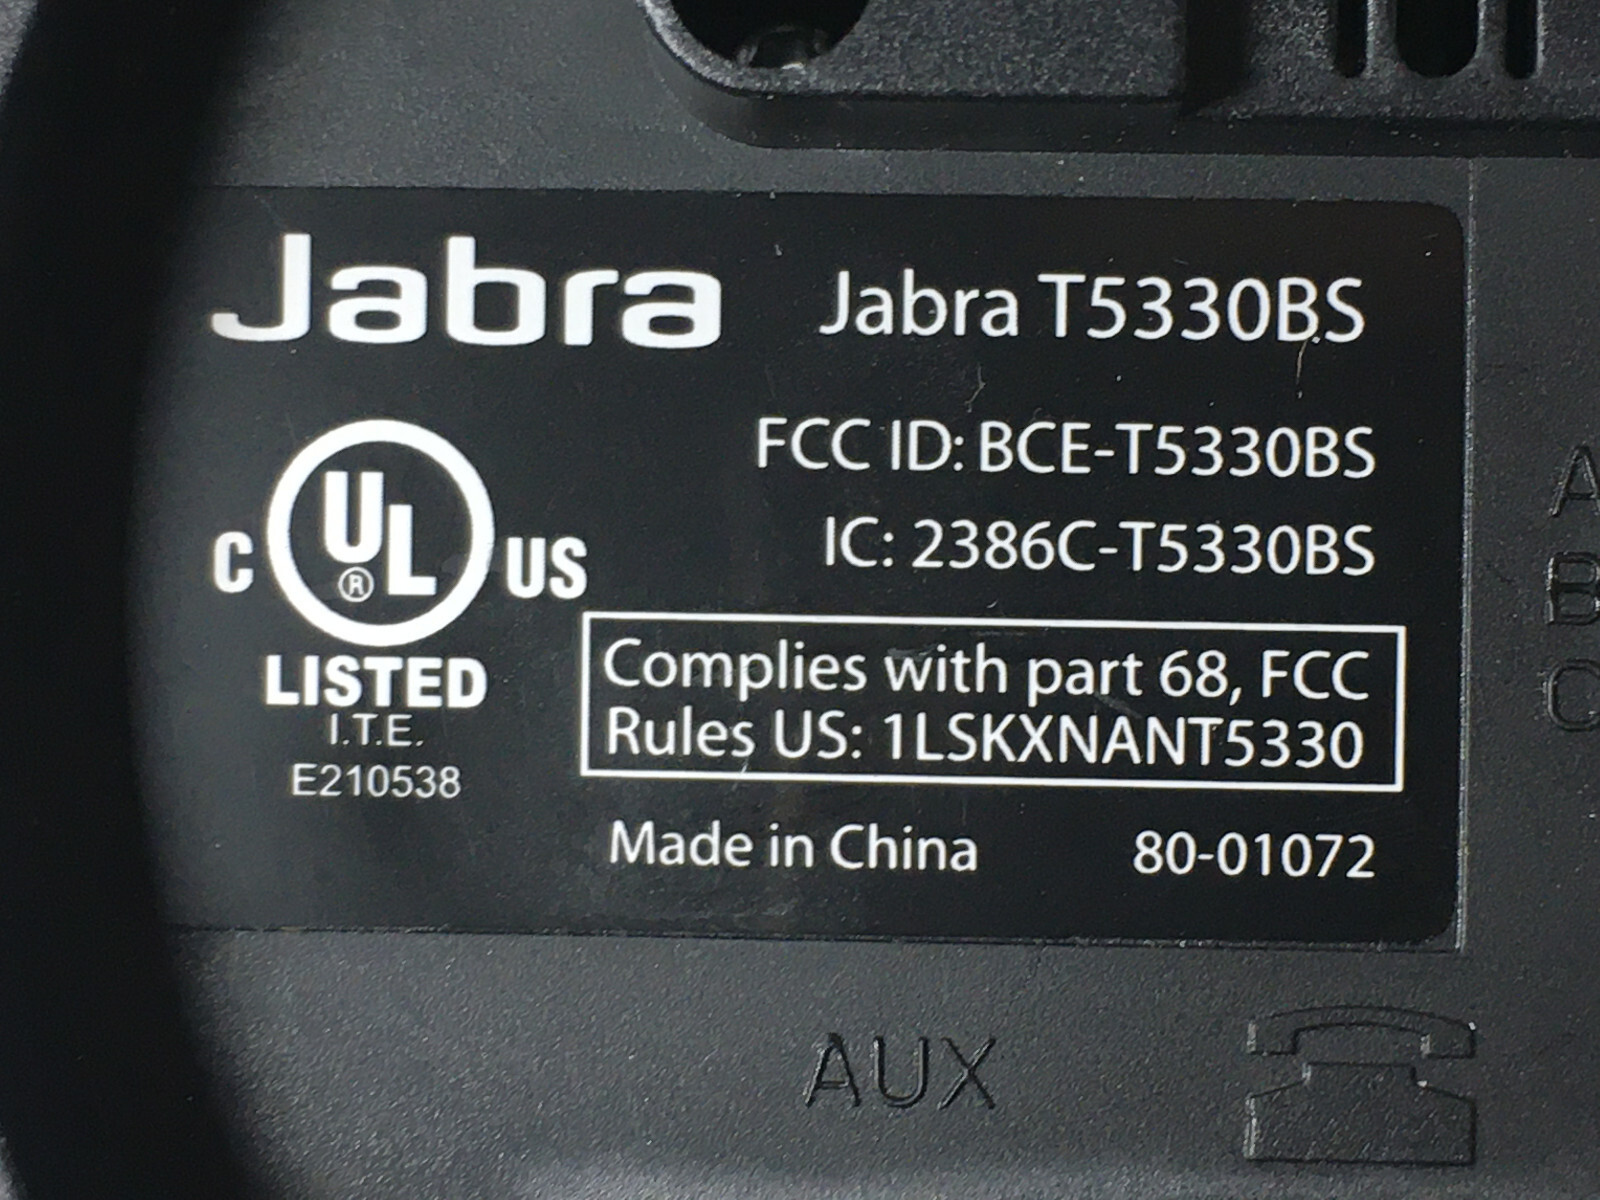 Jabra
Jabra T5330BS
FCC ID: BCE-T5330BS
IC: 2386C-T5330BS
C UL ® US
LISTED
I.T.E.
E210538
Complies with part 68, FCC
Rules US: 1LSKXNANT5330
Made in China 80-01072
A
B
C
AUX